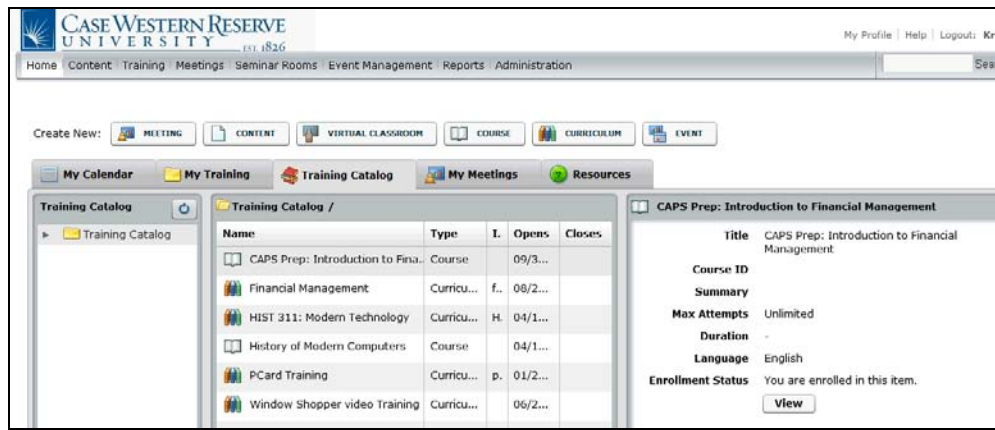 CASE WESTERN RESERVE
UNIVERSITY EST. 1826
My Profile | Help | Logout: Kr
Home Content Training Meetings Seminar Rooms Event Management Reports Administration Sea
Create New: MEETING CONTENT VIRTUAL CLASSROOM COURSE CURRICULUM EVENT
My Calendar My Training Training Catalog My Meetings Resources
Training Catalog
Training Catalog
Training Catalog /
Name Type I. Opens Closes
CAPS Prep: Introduction to Fina.. Course 09/3...
Financial Management Curricu... f.. 08/2...
HIST 311: Modern Technology Curricu... H. 04/1...
History of Modern Computers Course 04/1...
PCard Training Curricu... p. 01/2...
Window Shopper video Training Curricu... 06/2...
CAPS Prep: Introduction to Financial Management
Title CAPS Prep: Introduction to Financial
Management
Course ID
Summary
Max Attempts Unlimited
Duration -
Language English
Enrollment Status You are enrolled in this item.
View